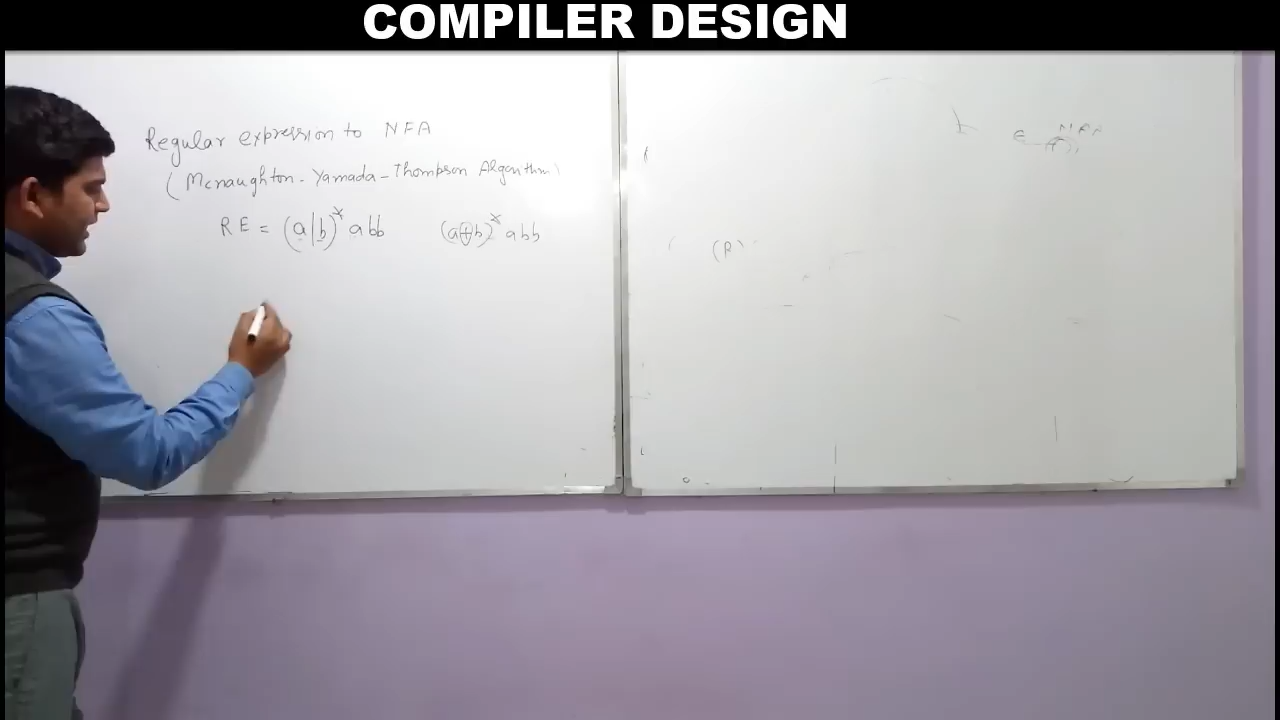 COMPILER DESIGN
Regular expression to NFA
(Mcnaughton-Yamada-Thompson Algorithm)
RE = (a|b)* abb (a+b)* abb